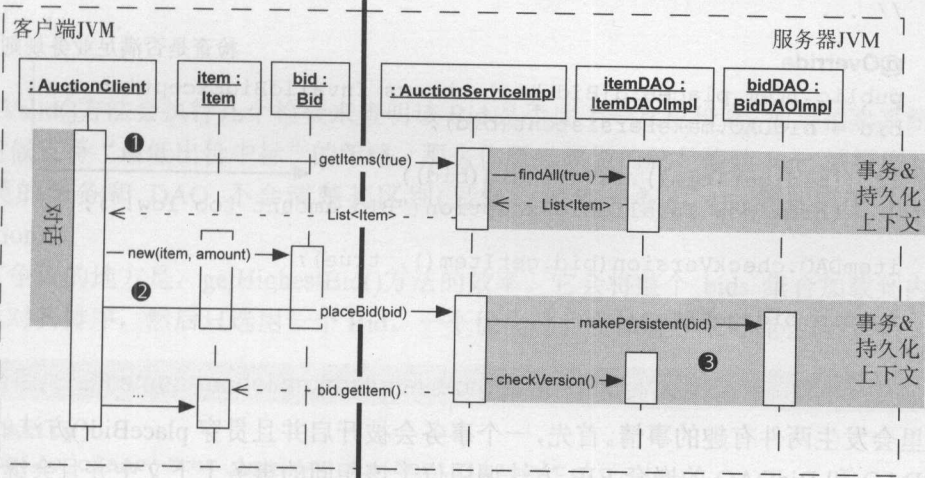 客户端JVM
服务器JVM
: AuctionClient
item :
Item
bid :
Bid
: AuctionServiceImpl
itemDAO :
ItemDAOImpl
bidDAO :
BidDAOImpl
❶
getItems(true)
findAll(true)
List<Item>
List<Item>
事务&
持久化
上下文
对话
new(item, amount)
❷
placeBid(bid)
makePersistent(bid)
❸
checkVersion()
bid.getItem()
...
事务&
持久化
上下文